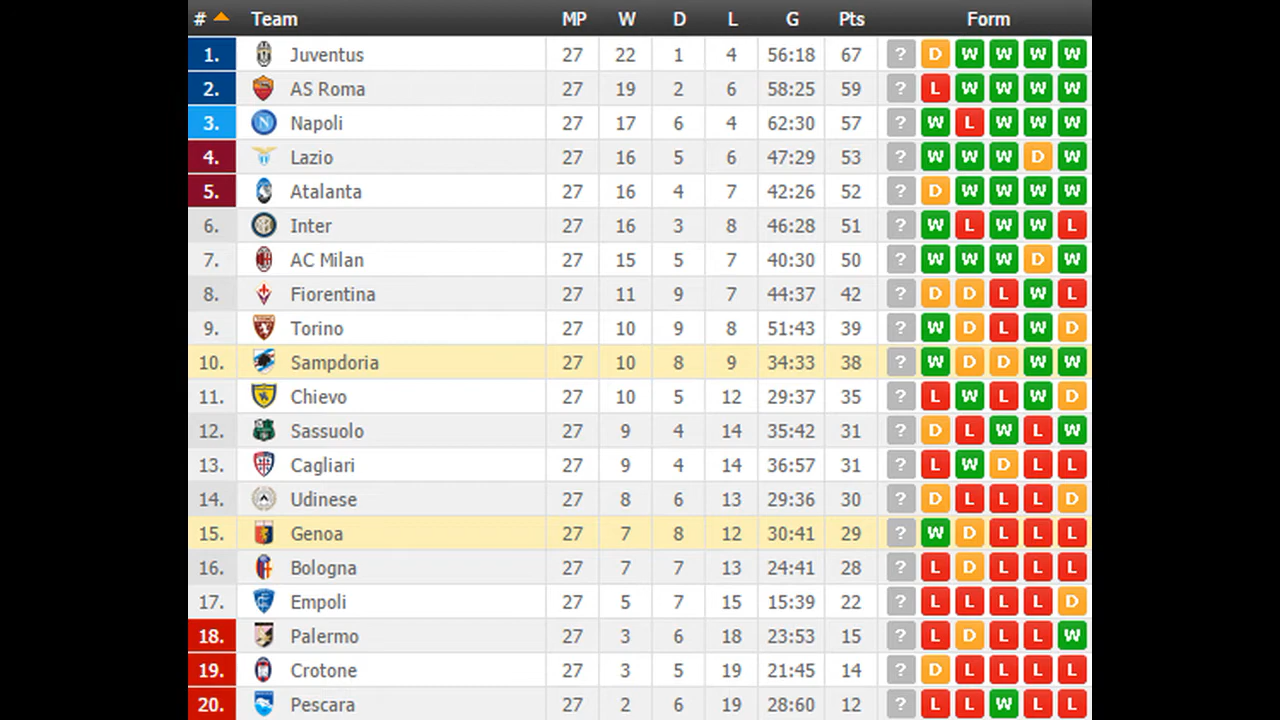 # Team MP W D L G Pts Form
1. Juventus 27 22 1 4 56:18 67 ? D W W W W
2. AS Roma 27 19 2 6 58:25 59 ? L W W W W
3. Napoli 27 17 6 4 62:30 57 ? W L W W W
4. Lazio 27 16 5 6 47:29 53 ? W W W D W
5. Atalanta 27 16 4 7 42:26 52 ? D W W W W
6. Inter 27 16 3 8 46:28 51 ? W L W W L
7. AC Milan 27 15 5 7 40:30 50 ? W W W D W
8. Fiorentina 27 11 9 7 44:37 42 ? D D L W L
9. Torino 27 10 9 8 51:43 39 ? W D L W D
10. Sampdoria 27 10 8 9 34:33 38 ? W D D W W
11. Chievo 27 10 5 12 29:37 35 ? L W L W D
12. Sassuolo 27 9 4 14 35:42 31 ? D L W L W
13. Cagliari 27 9 4 14 36:57 31 ? L W D L L
14. Udinese 27 8 6 13 29:36 30 ? D L L L D
15. Genoa 27 7 8 12 30:41 29 ? W D L L L
16. Bologna 27 7 7 13 24:41 28 ? L D L L L
17. Empoli 27 5 7 15 15:39 22 ? L L L L D
18. Palermo 27 3 6 18 23:53 15 ? L D L L W
19. Crotone 27 3 5 19 21:45 14 ? D L L L L
20. Pescara 27 2 6 19 28:60 12 ? L L W L L